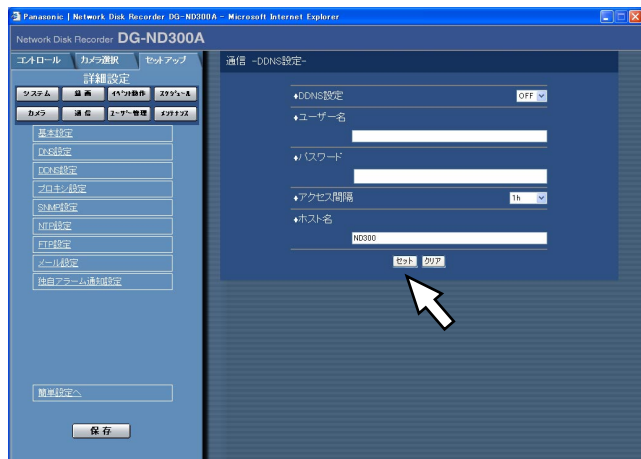 Panasonic | Network Disk Recorder DG-ND300A - Microsoft Internet Explorer
Network Disk Recorder DG-ND300A
コントロール カメラ選択 セットアップ
詳細設定
システム 録画 イベント動作 スケジュール
カメラ 通信 ユーザー管理 メンテナンス
基本設定
DNS設定
DDNS設定
プロキシ設定
SNMP設定
NTP設定
FTP設定
メール設定
独自アラーム通知設定
簡単設定へ
保存
通信 -DDNS設定-
♦DDNS設定 OFF
♦ユーザー名
♦パスワード
♦アクセス間隔 1h
♦ホスト名
ND300
セット クリア